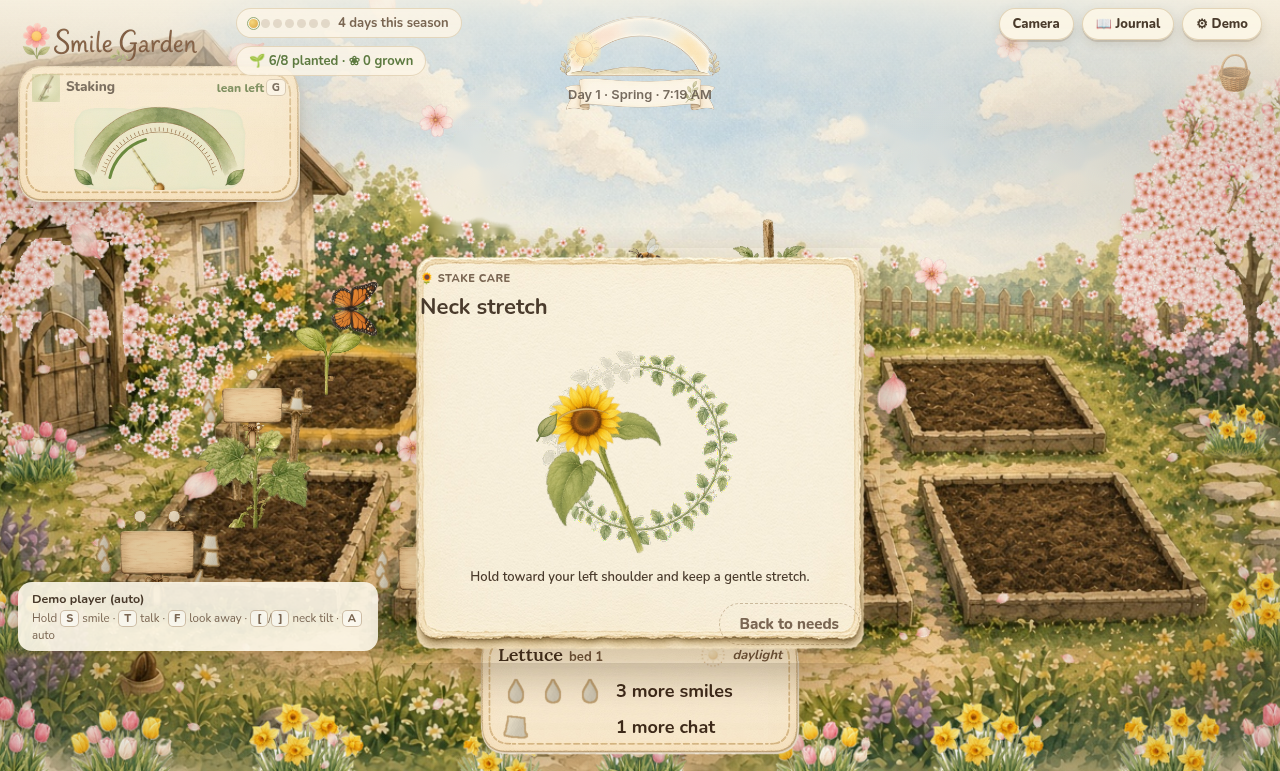 Smile Garden
4 days this season
6/8 planted · 0 grown
Day 1 · Spring · 7:19 AM
Camera
Journal
Demo
Staking
lean left G
STAKE CARE
Neck stretch
Hold toward your left shoulder and keep a gentle stretch.
Back to needs
Demo player (auto)
Hold S smile · T talk · F look away · [ / ] neck tilt · A
auto
Lettuce bed 1
daylight
3 more smiles
1 more chat